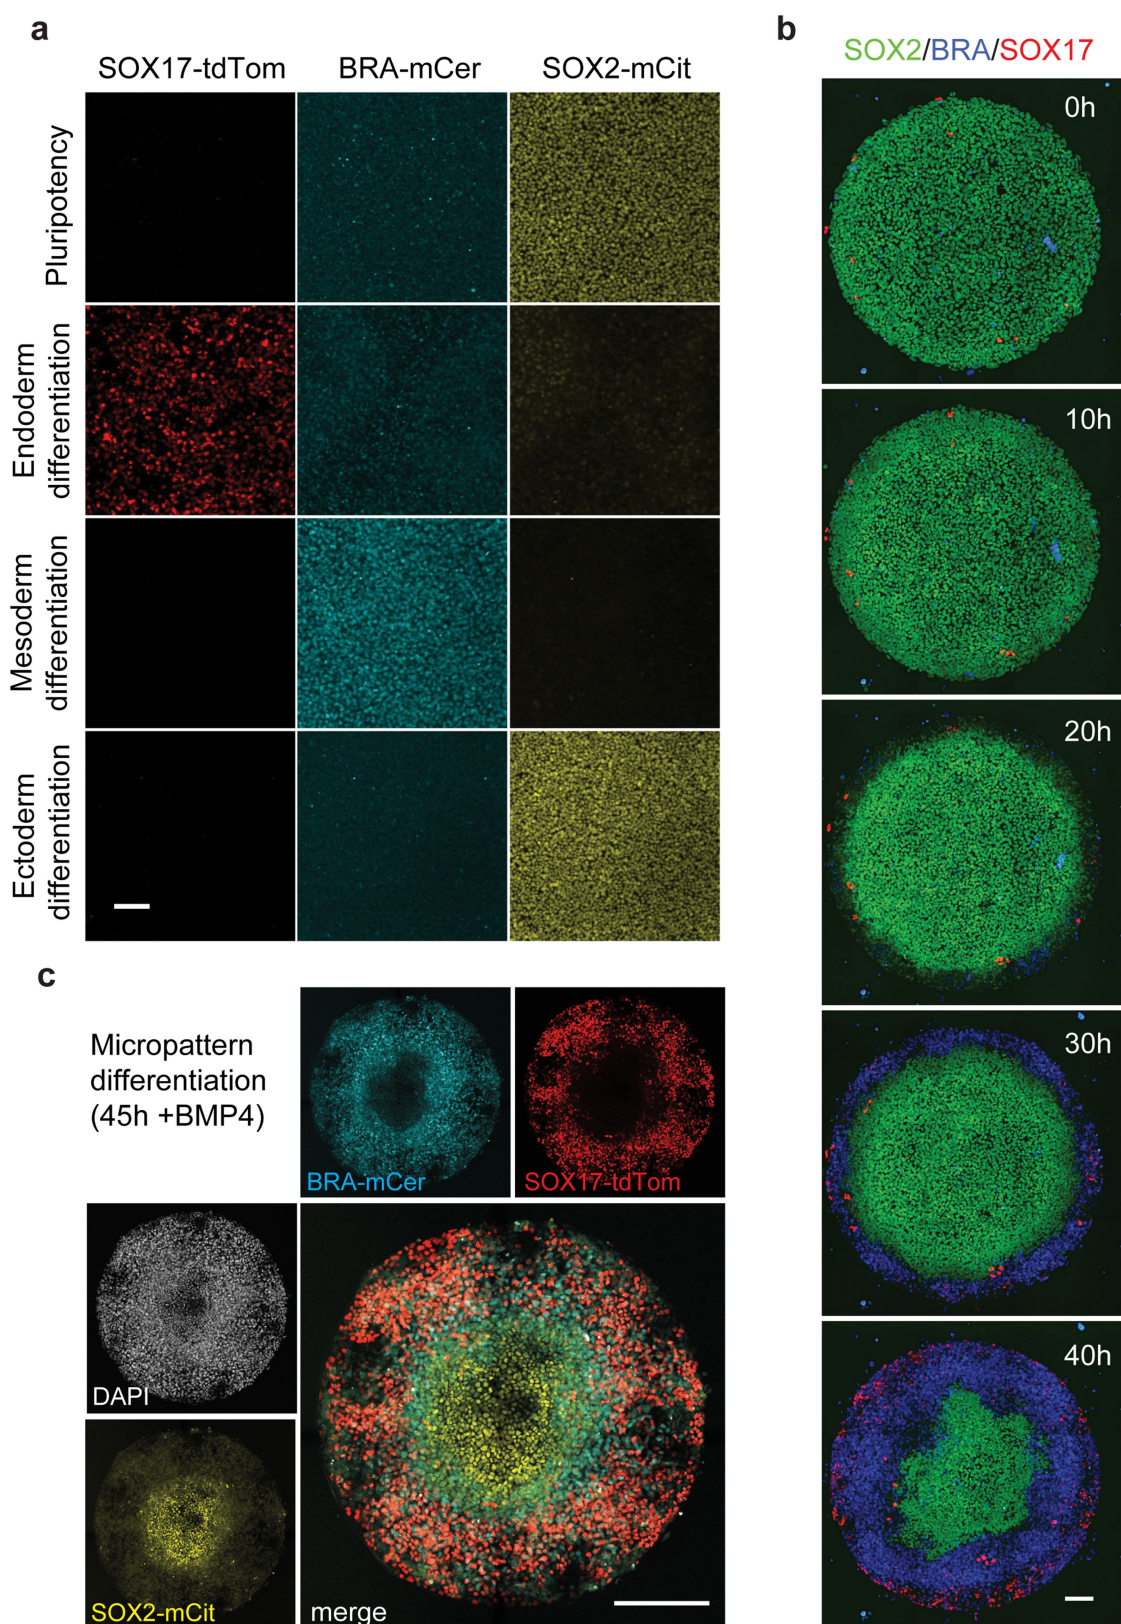 a
SOX17-tdTom BRA-mCer SOX2-mCit
Pluripotency
Endoderm
differentiation
Mesoderm
differentiation
Ectoderm
differentiation
b
SOX2/BRA/SOX17
0h
10h
20h
30h
40h
c
Micropattern
differentiation
(45h +BMP4)
BRA-mCer
SOX17-tdTom
DAPI
SOX2-mCit
merge